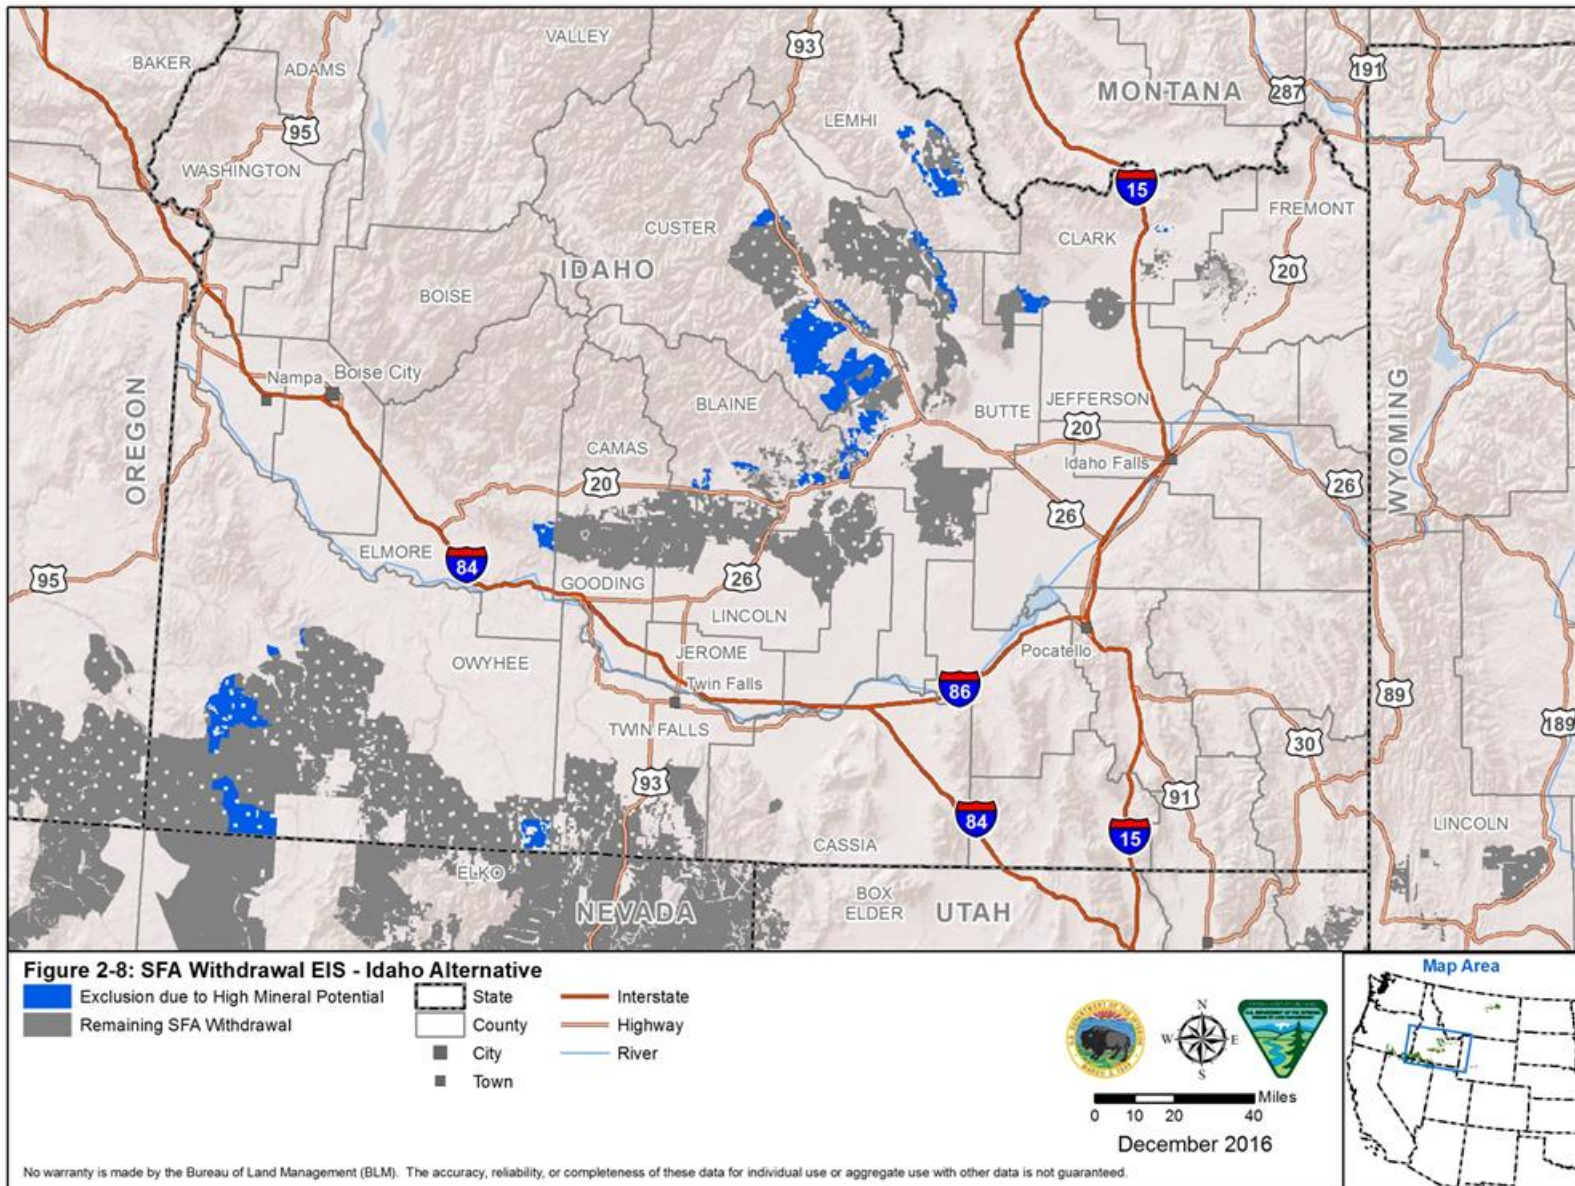 VALLEY
93
BAKER
ADAMS
191
287
MONTANA
95
LEMHI
WASHINGTON
15
FREMONT
CUSTER
CLARK
IDAHO
20
BOISE
Nampa
Boise City
OREGON
BLAINE
BUTTE
JEFFERSON
WYOMING
20
CAMAS
Idaho Falls
20
26
26
ELMORE
84
95
GOODING
26
LINCOLN
OWYHEE
JEROME
Pocatello
Twin Falls
86
89
TWIN FALLS
189
30
93
91
84
15
LINCOLN
CASSIA
ELKO
BOX
ELDER
NEVADA
UTAH
Figure 2-8: SFA Withdrawal EIS - Idaho Alternative
Exclusion due to High Mineral Potential
Remaining SFA Withdrawal
State
County
City
Town
Interstate
Highway
River
N
W
E
S
Miles
0 10 20 40
December 2016
Map Area
No warranty is made by the Bureau of Land Management (BLM). The accuracy, reliability, or completeness of these data for individual use or aggregate use with other data is not guaranteed.